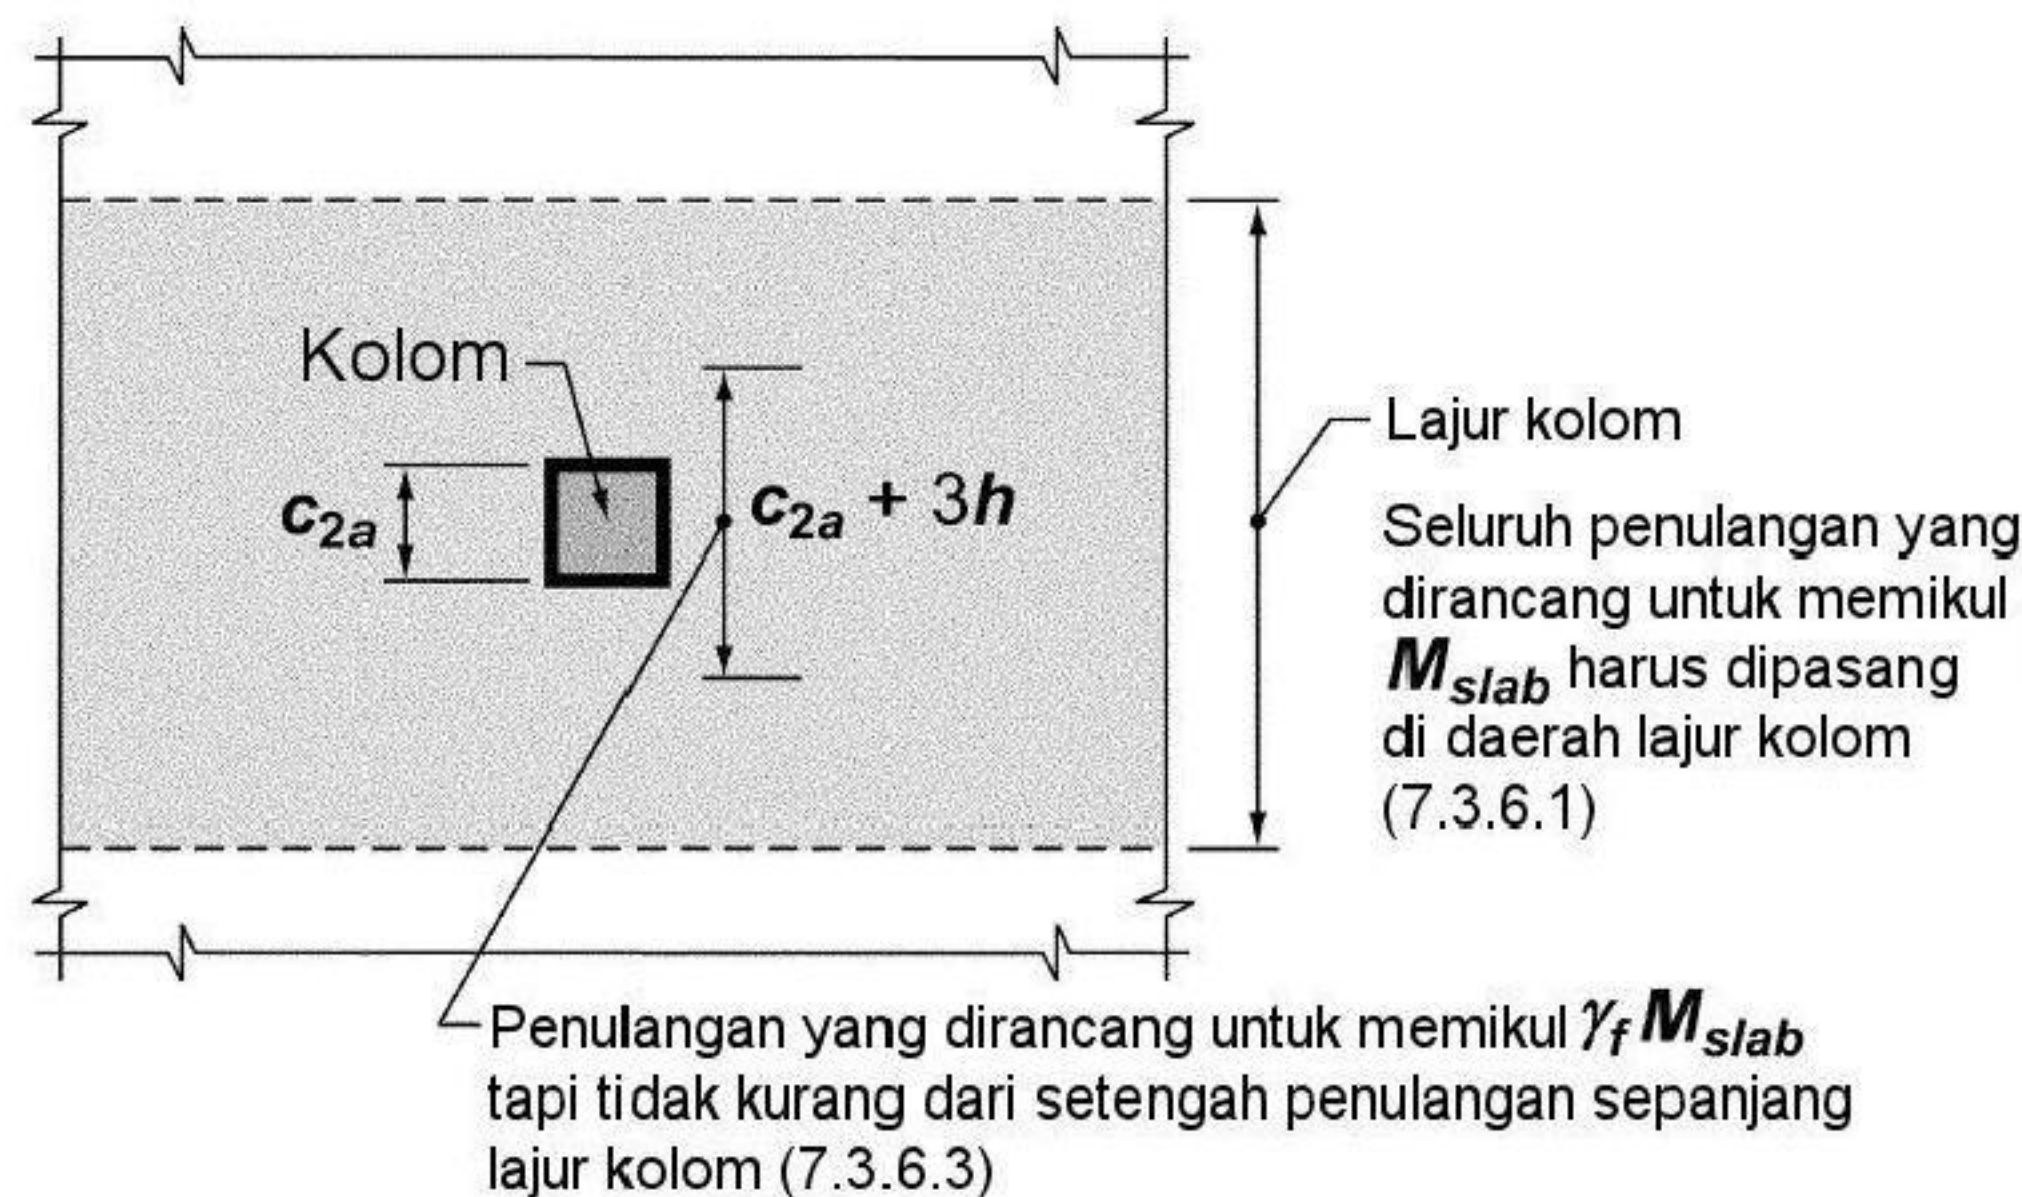 Kolom
c2a
c2a + 3h
Lajur kolom
Seluruh penulangan yang
dirancang untuk memikul
Mslab harus dipasang
di daerah lajur kolom
(7.3.6.1)
Penulangan yang dirancang untuk memikul γf Mslab
tapi tidak kurang dari setengah penulangan sepanjang
lajur kolom (7.3.6.3)